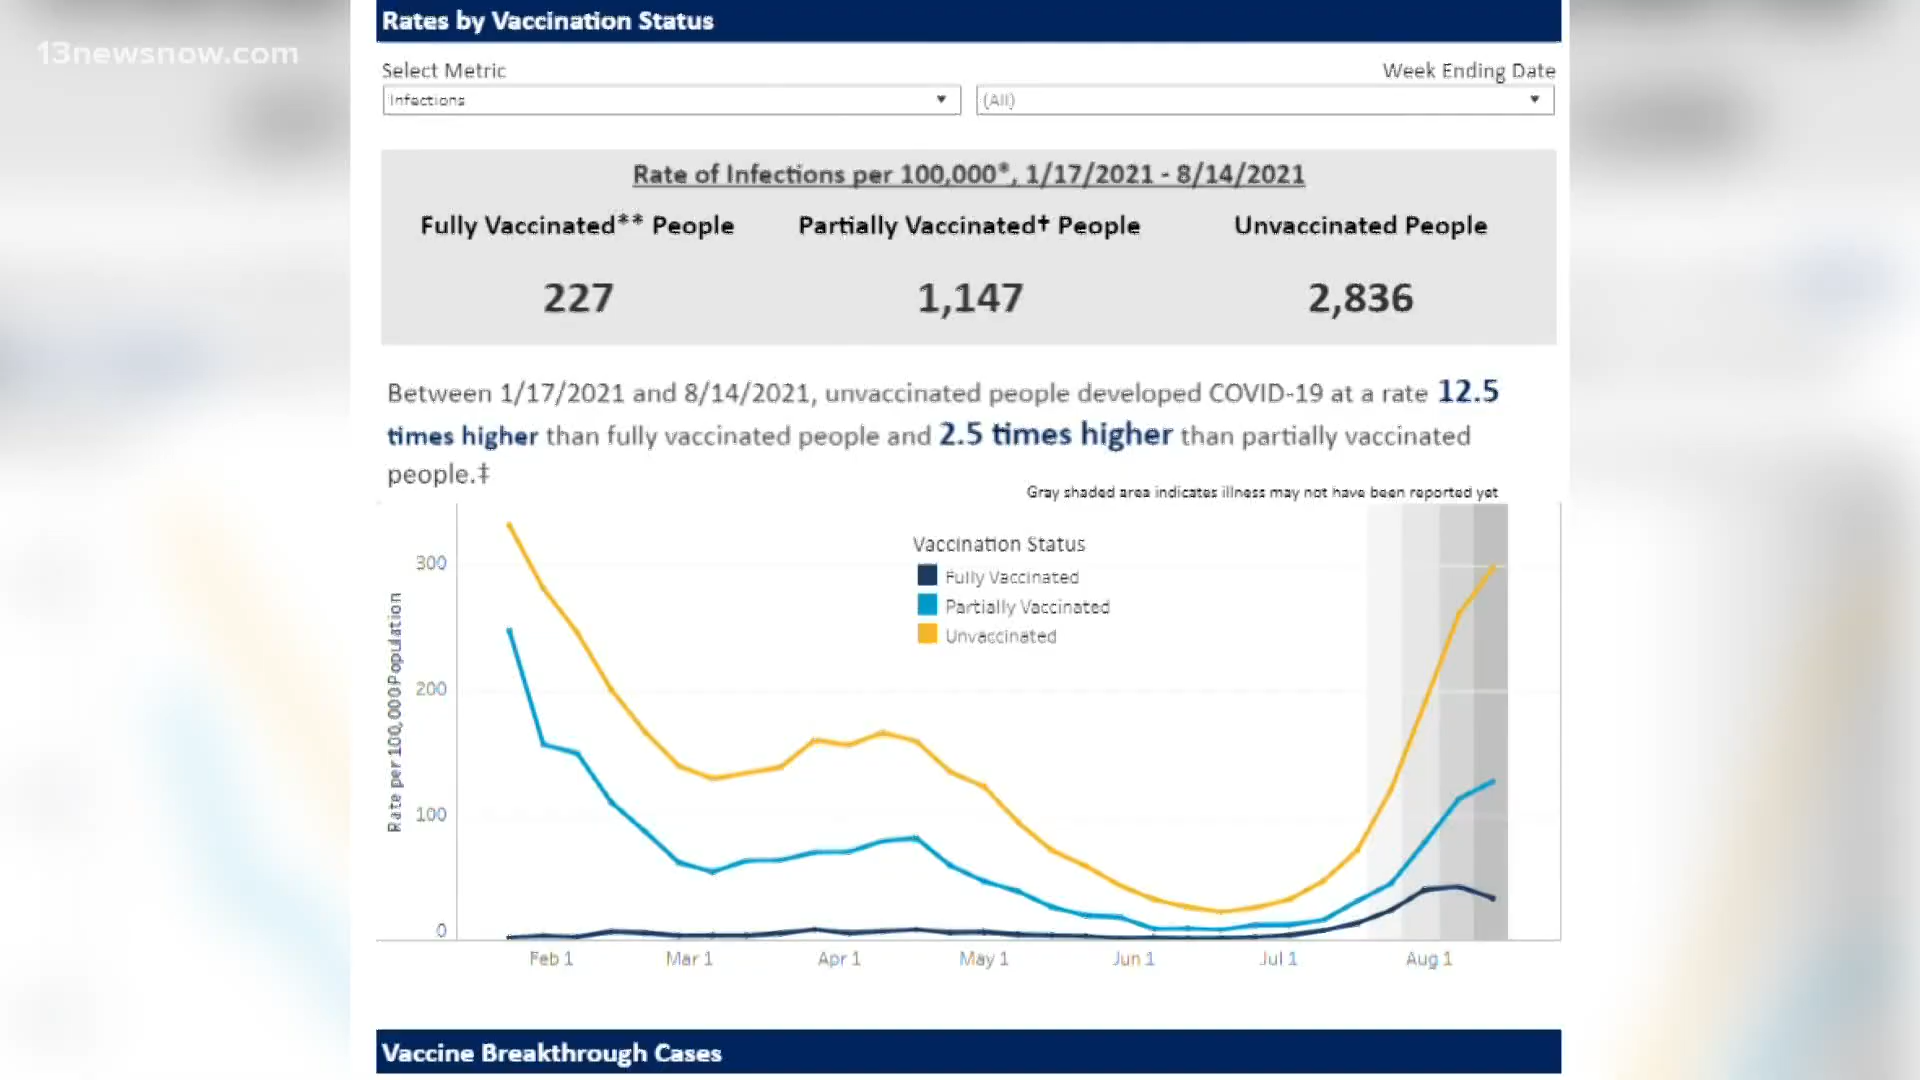 Rates by Vaccination Status
13newsnow.com
Select Metric
Week Ending Date
Infections
(All)
Rate of Infections per 100,000*, 1/17/2021 - 8/14/2021
Fully Vaccinated** People
Partially Vaccinated† People
Unvaccinated People
227
1,147
2,836
Between 1/17/2021 and 8/14/2021, unvaccinated people developed COVID-19 at a rate 12.5
times higher than fully vaccinated people and 2.5 times higher than partially vaccinated
people.‡
Gray shaded area indicates illness may not have been reported yet
Vaccination Status
Fully Vaccinated
Partially Vaccinated
Unvaccinated
Rate per 100,000 Population
300
200
100
0
Feb 1
Mar 1
Apr 1
May 1
Jun 1
Jul 1
Aug 1
Vaccine Breakthrough Cases